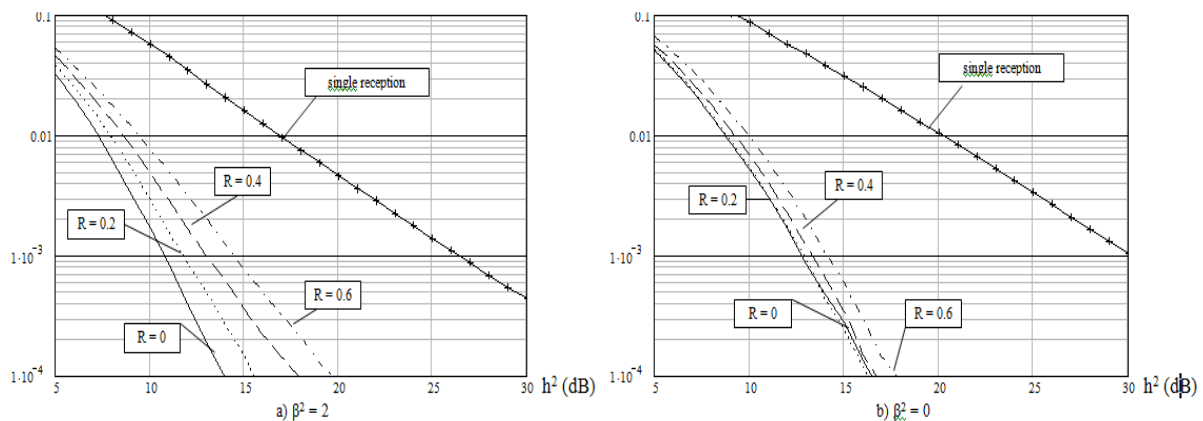 0.1
0.01
1·10⁻³
1·10⁻⁴
single reception
R = 0.4
R = 0.2
R = 0.6
R = 0
5 10 15 20 25 30 h² (dB)
a) β² = 2
0.1
0.01
1·10⁻³
1·10⁻⁴
single reception
R = 0.4
R = 0.2
R = 0
R = 0.6
5 10 15 20 25 30 h² (dB)
b) β² = 0